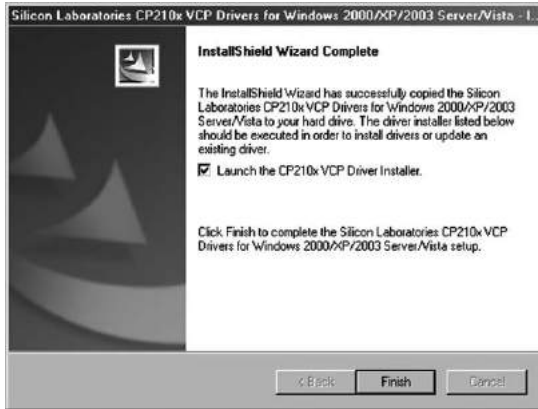 Silicon Laboratories CP210x VCP Drivers for Windows 2000/XP/2003 Server/Vista - I...
InstallShield Wizard Complete
The InstallShield Wizard has successfully copied the Silicon
Laboratories CP210x VCP Drivers for Windows 2000/XP/2003
Server/Vista to your hard drive. The driver installer listed below
should be executed in order to install drivers or update an
existing driver.
Launch the CP210x VCP Driver Installer.
Click Finish to complete the Silicon Laboratories CP210x VCP
Drivers for Windows 2000/XP/2003 Server/Vista setup.
< Back Finish Cancel